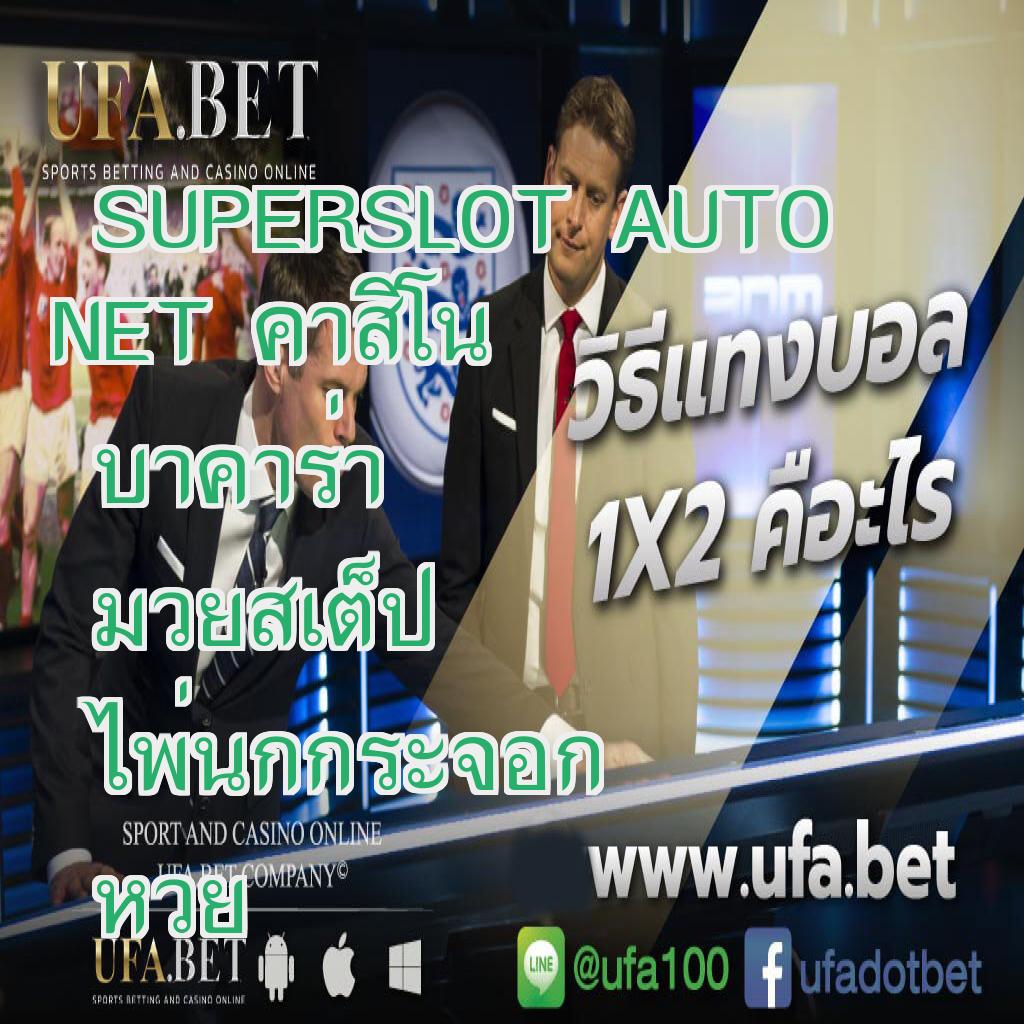 UFA.BET
SPORTS BETTING AND CASINO ONLINE
SUPERSLOT AUTO
NET คาสิโน
บาคาร่า
มวยสเต็ป
ไพ่นกกระจอก
หวย
วิธีแทงบอล
1X2 คืออะไร
SPORT AND CASINO ONLINE
UFA.BET COMPANY©
UFA.BET
SPORTS BETTING AND CASINO ONLINE
www.ufa.bet
LINE @ufa100 f ufadotbet